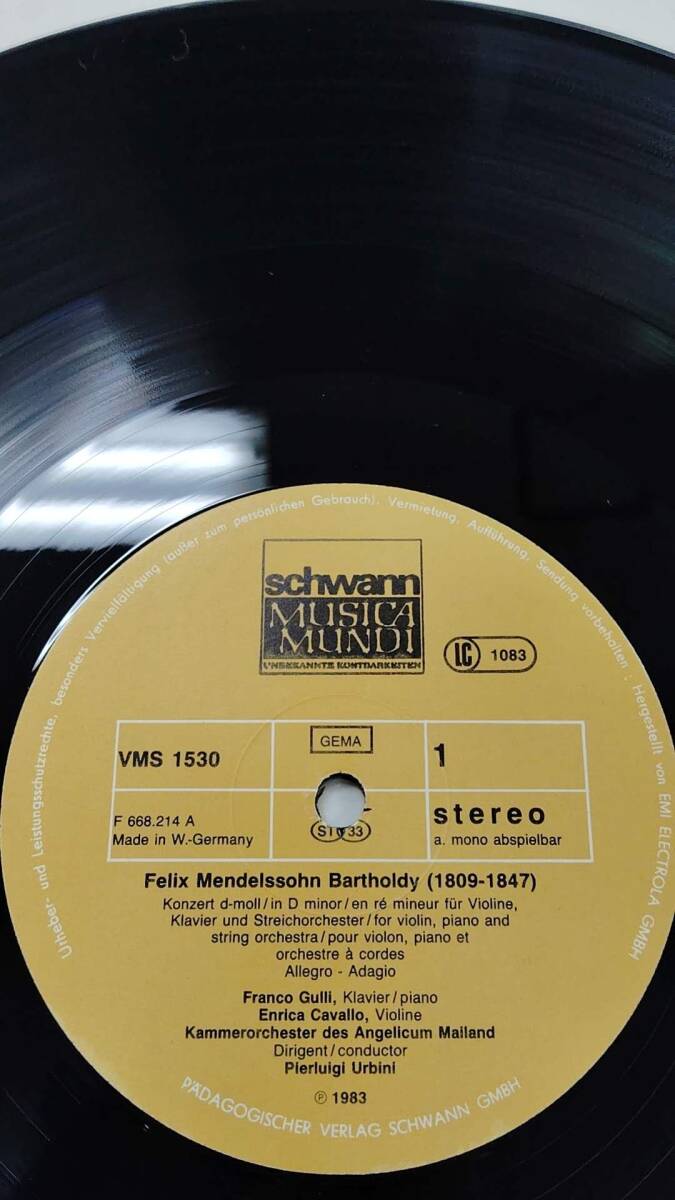 Urheber- und Leistungsschutzrechte, besonders Vervielfältigung (außer zum persönlichen Gebrauch), Vermietung, Aufführung, Sendung vorbehalten; Hergestellt von EMI ELECTROLA GMBH
schwann
MUSICA
MUNDI
UNBEKANNTE KOSTBARKEITEN
LC 1083
VMS 1530
GEMA
1
F 668.214 A
Made in W.-Germany
ST 33
stereo
a. mono abspielbar
Felix Mendelssohn Bartholdy (1809-1847)
Konzert d-moll/in D minor/en ré mineur für Violine,
Klavier und Streichorchester/for violin, piano and
string orchestra/pour violon, piano et
orchestre à cordes
Allegro - Adagio
Franco Gulli, Klavier/piano
Enrica Cavallo, Violine
Kammerorchester des Angelicum Mailand
Dirigent/conductor
Pierluigi Urbini
℗ 1983
PÄDAGOGISCHER VERLAG SCHWANN GMBH